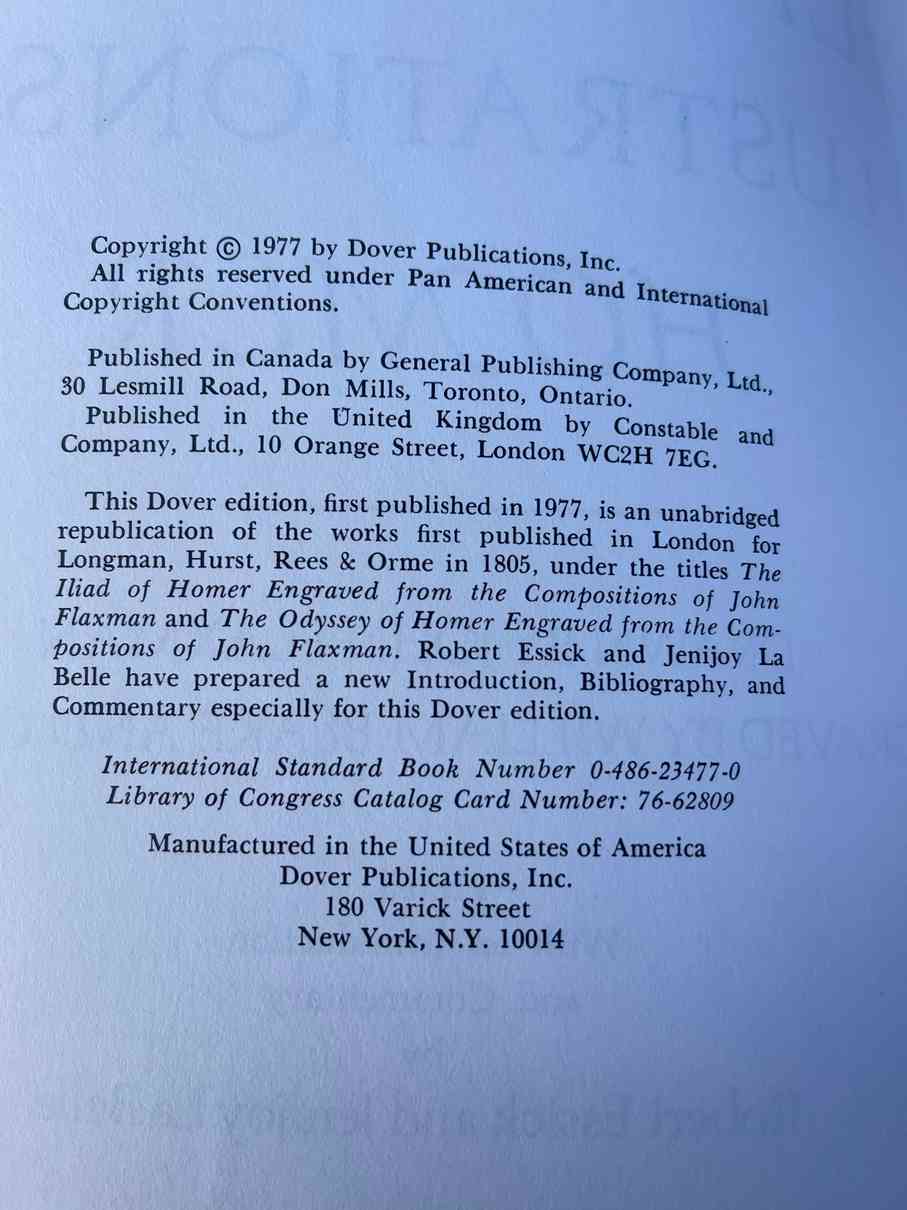 Copyright © 1977 by Dover Publications, Inc.
All rights reserved under Pan American and International
Copyright Conventions.
Published in Canada by General Publishing Company, Ltd.,
30 Lesmill Road, Don Mills, Toronto, Ontario.
Published in the United Kingdom by Constable and
Company, Ltd., 10 Orange Street, London WC2H 7EG.
This Dover edition, first published in 1977, is an unabridged
republication of the works first published in London for
Longman, Hurst, Rees & Orme in 1805, under the titles The
Iliad of Homer Engraved from the Compositions of John
Flaxman and The Odyssey of Homer Engraved from the Com-
positions of John Flaxman. Robert Essick and Jenijoy La
Belle have prepared a new Introduction, Bibliography, and
Commentary especially for this Dover edition.
International Standard Book Number 0-486-23477-0
Library of Congress Catalog Card Number: 76-62809
Manufactured in the United States of America
Dover Publications, Inc.
180 Varick Street
New York, N.Y. 10014